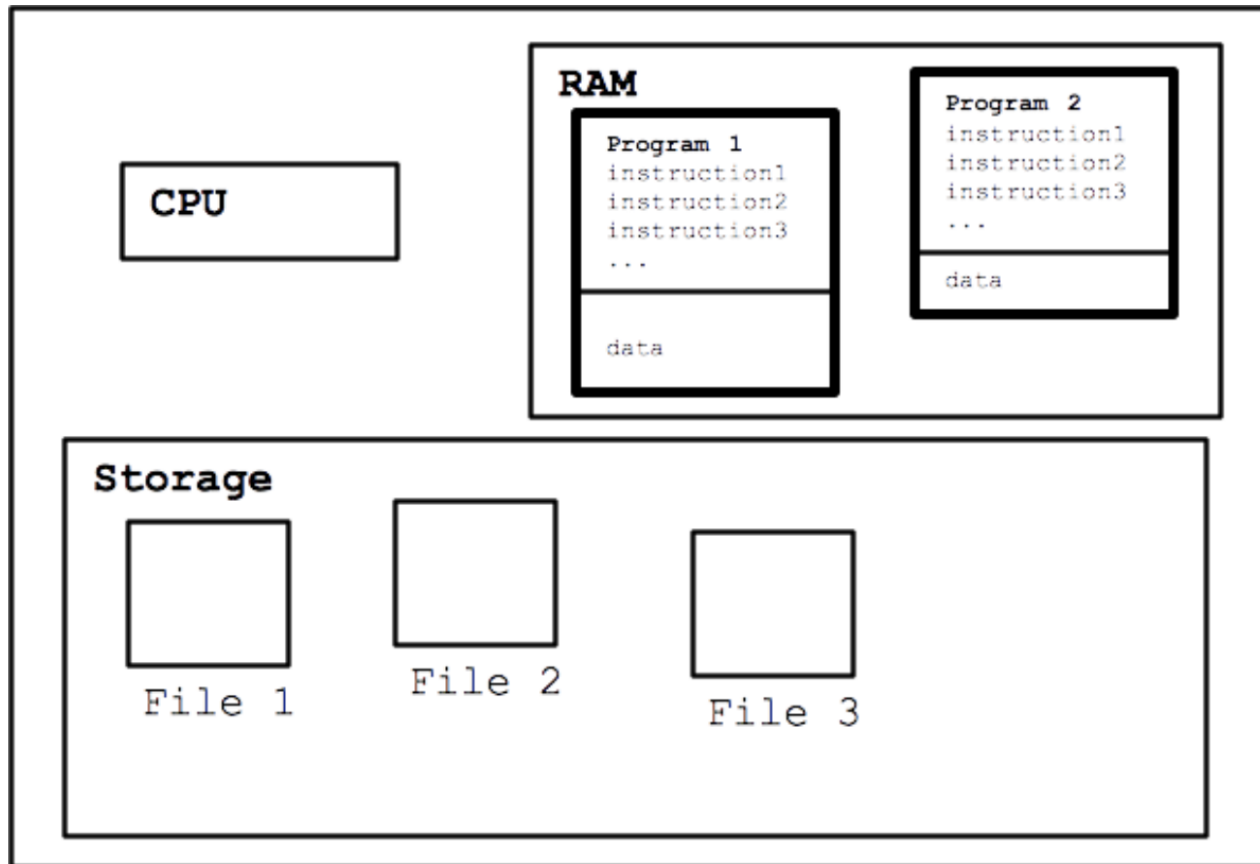 CPU
RAM
Program 1
instruction1
instruction2
instruction3
...
data
Program 2
instruction1
instruction2
instruction3
...
data
Storage
File 1
File 2
File 3